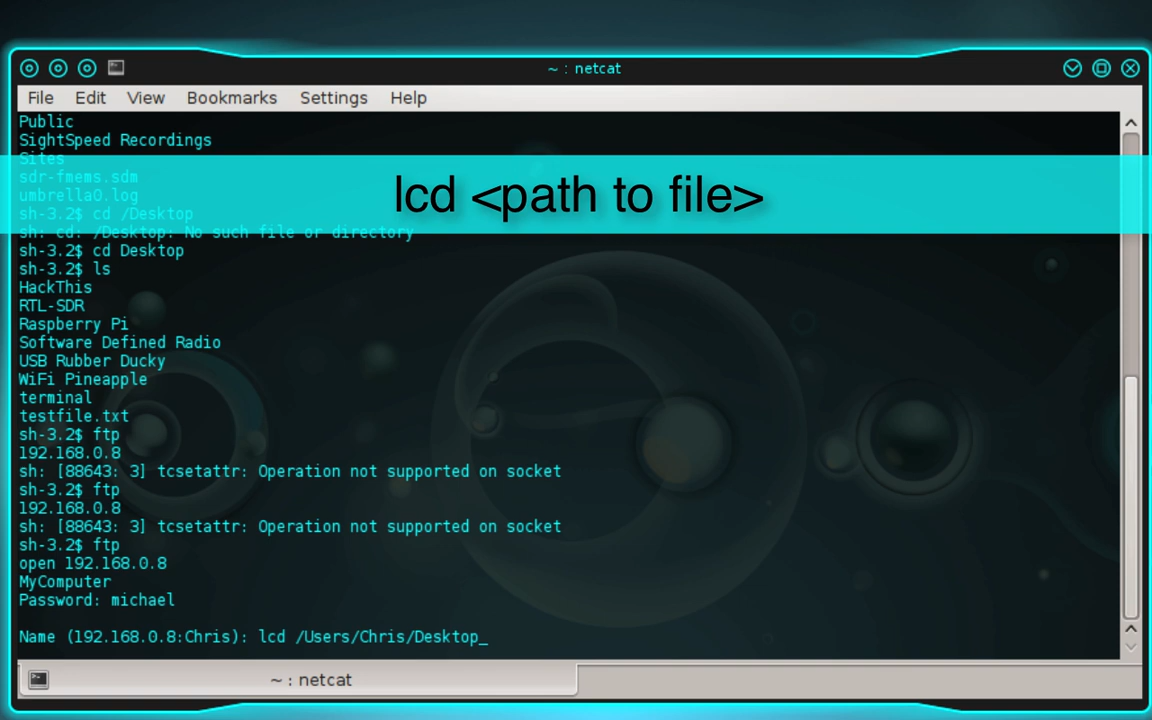 ~ : netcat
File Edit View Bookmarks Settings Help
Public
SightSpeed Recordings
Sites
sdr-fmems.sdm
umbrella0.log
lcd <path to file>
sh-3.2$ cd /Desktop
sh: cd: /Desktop: No such file or directory
sh-3.2$ cd Desktop
sh-3.2$ ls
HackThis
RTL-SDR
Raspberry Pi
Software Defined Radio
USB Rubber Ducky
WiFi Pineapple
terminal
testfile.txt
sh-3.2$ ftp
192.168.0.8
sh: [88643: 3] tcsetattr: Operation not supported on socket
sh-3.2$ ftp
192.168.0.8
sh: [88643: 3] tcsetattr: Operation not supported on socket
sh-3.2$ ftp
open 192.168.0.8
MyComputer
Password: michael
Name (192.168.0.8:Chris): lcd /Users/Chris/Desktop_
~ : netcat